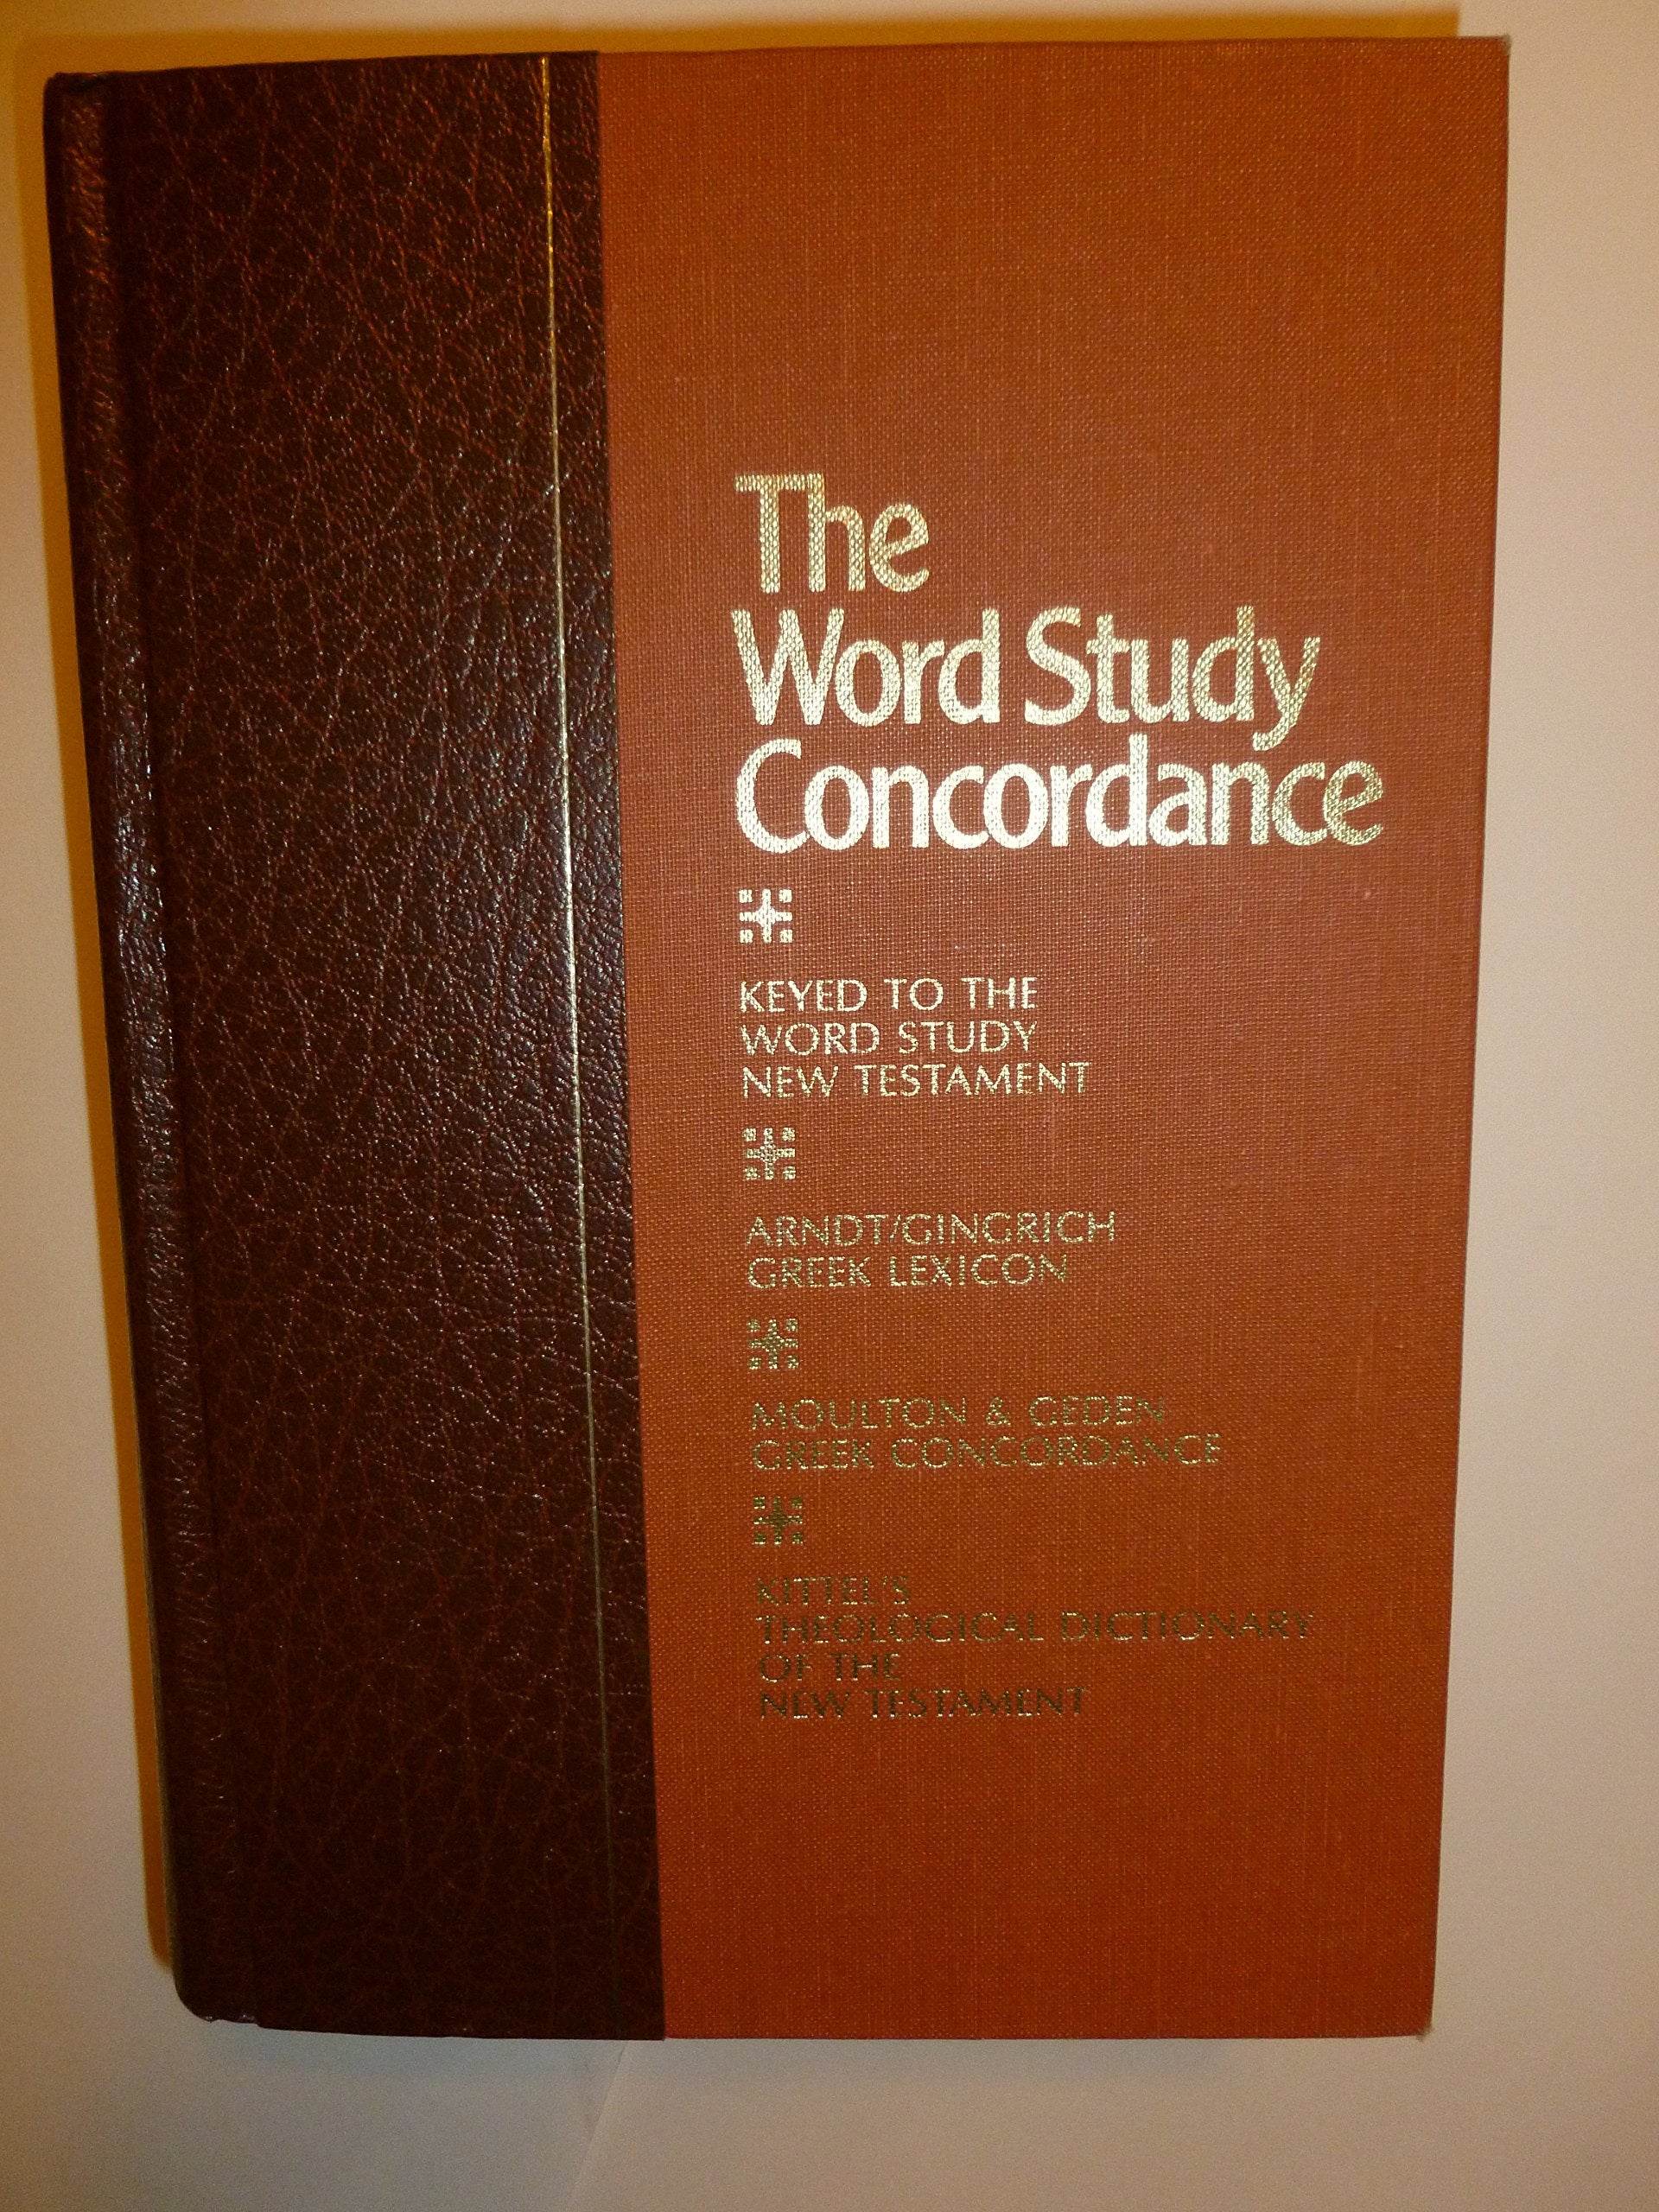 The
Word Study
Concordance
KEYED TO THE
WORD STUDY
NEW TESTAMENT
ARNDT/GINGRICH
GREEK LEXICON
MOULTON & GEDEN
GREEK CONCORDANCE
KITTEL'S
THEOLOGICAL DICTIONARY
OF THE
NEW TESTAMENT